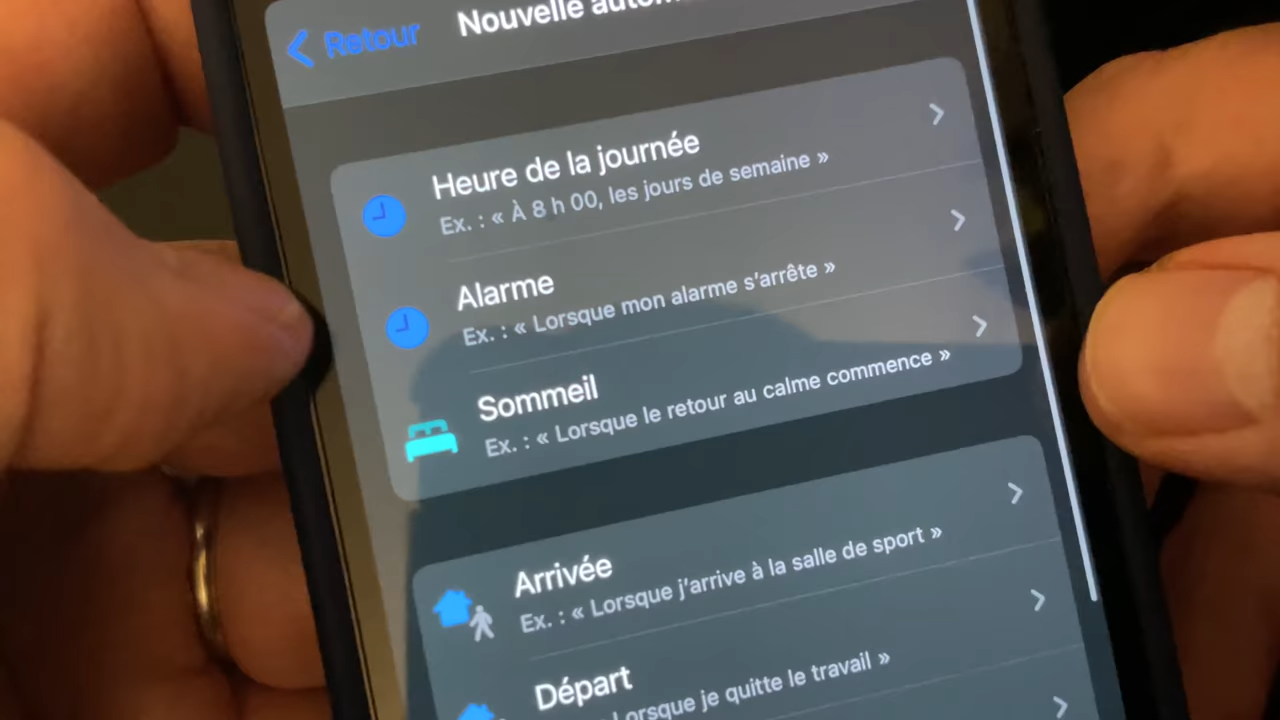 Retour
Nouvelle
Heure de la journée
Ex. : « À 8 h 00, les jours de semaine »
Alarme
Ex. : « Lorsque mon alarme s’arrête »
Sommeil
Ex. : « Lorsque le retour au calme commence »
Arrivée
Ex. : « Lorsque j’arrive à la salle de sport »
Départ
Lorsque je quitte le travail »